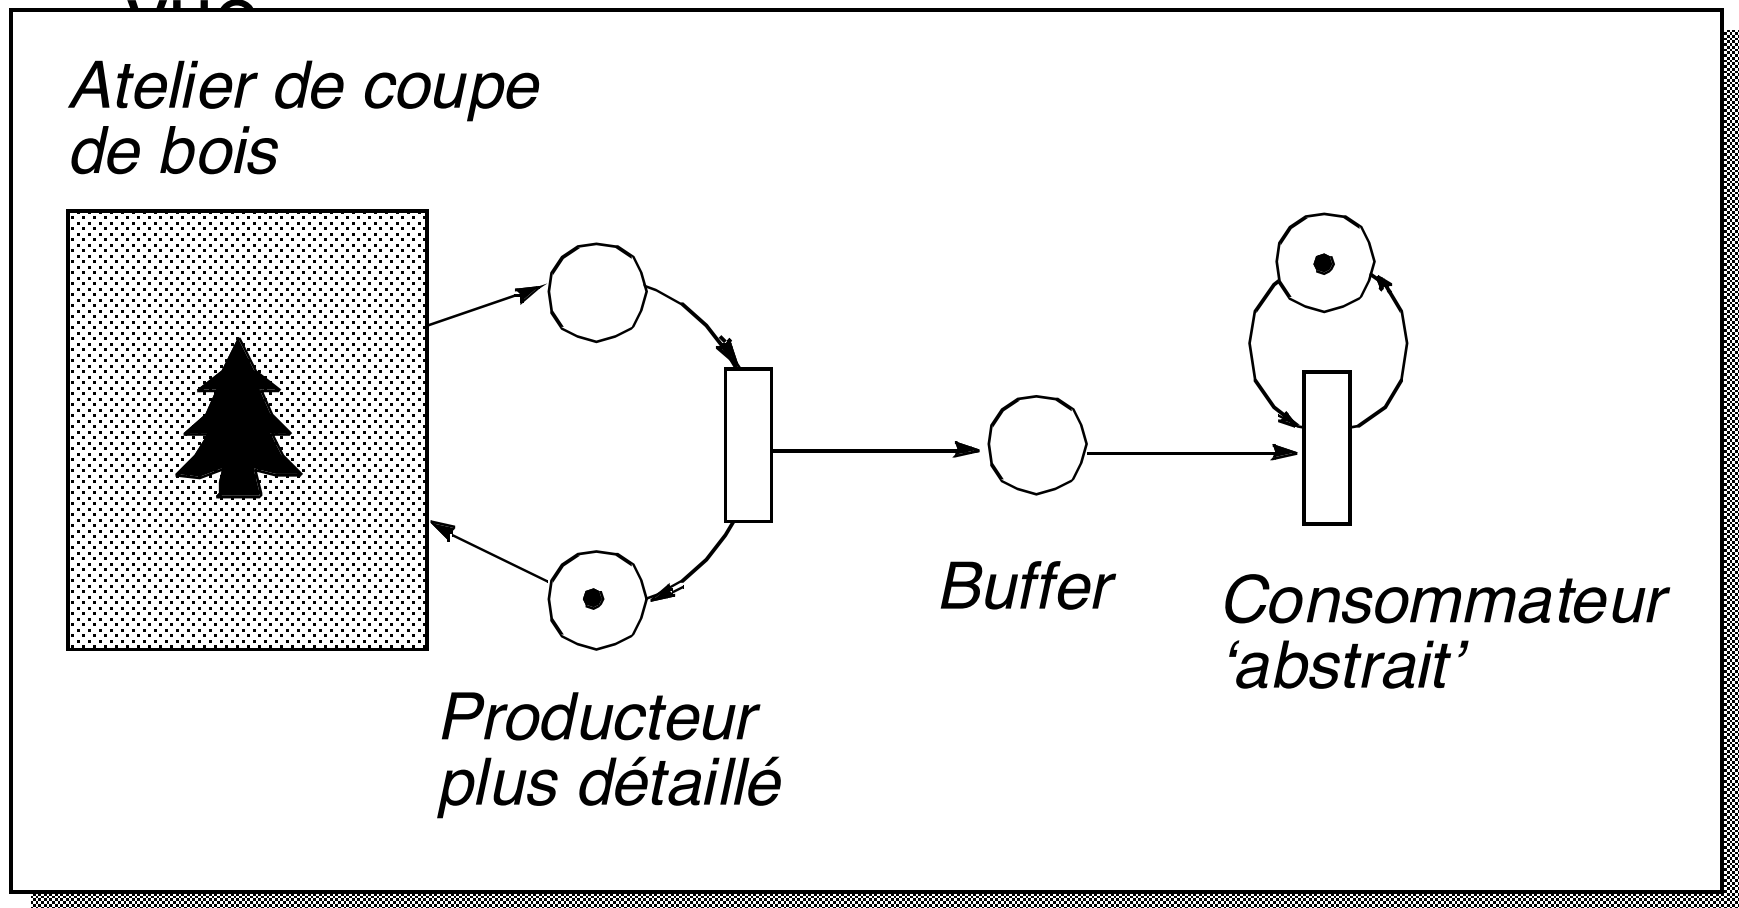 Atelier de coupe
de bois
Buffer
Consommateur
‘abstrait’
Producteur
plus détaillé